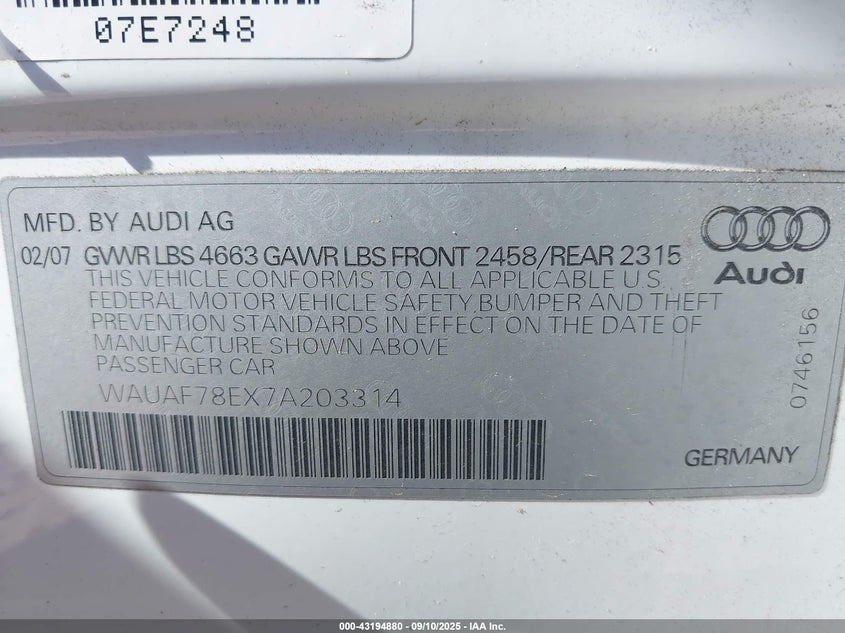 07E7248
MFD. BY AUDI AG
02/07 GVWR LBS 4663 GAWR LBS FRONT 2458/REAR 2315
THIS VEHICLE CONFORMS TO ALL APPLICABLE U.S.
FEDERAL MOTOR VEHICLE SAFETY, BUMPER AND THEFT
PREVENTION STANDARDS IN EFFECT ON THE DATE OF
MANUFACTURE SHOWN ABOVE
PASSENGER CAR
WAUAF78EX7A203314
Audi
0746156
GERMANY
000-43194880 - 09/10/2025 - IAA Inc.